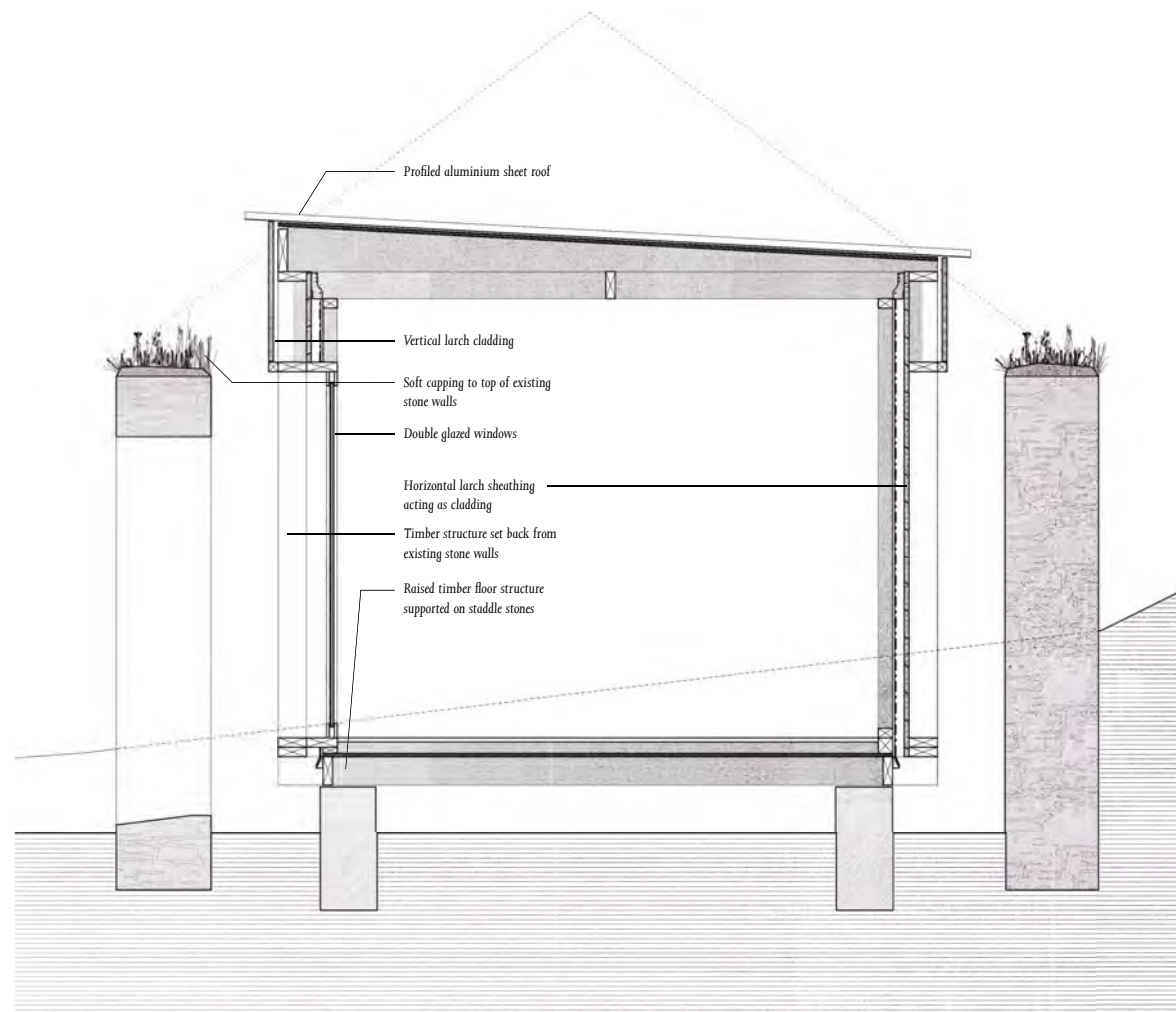 Profiled aluminium sheet roof
Vertical larch cladding
Soft capping to top of existing
stone walls
Double glazed windows
Horizontal larch sheathing
acting as cladding
Timber structure set back from
existing stone walls
Raised timber floor structure
supported on staddle stones